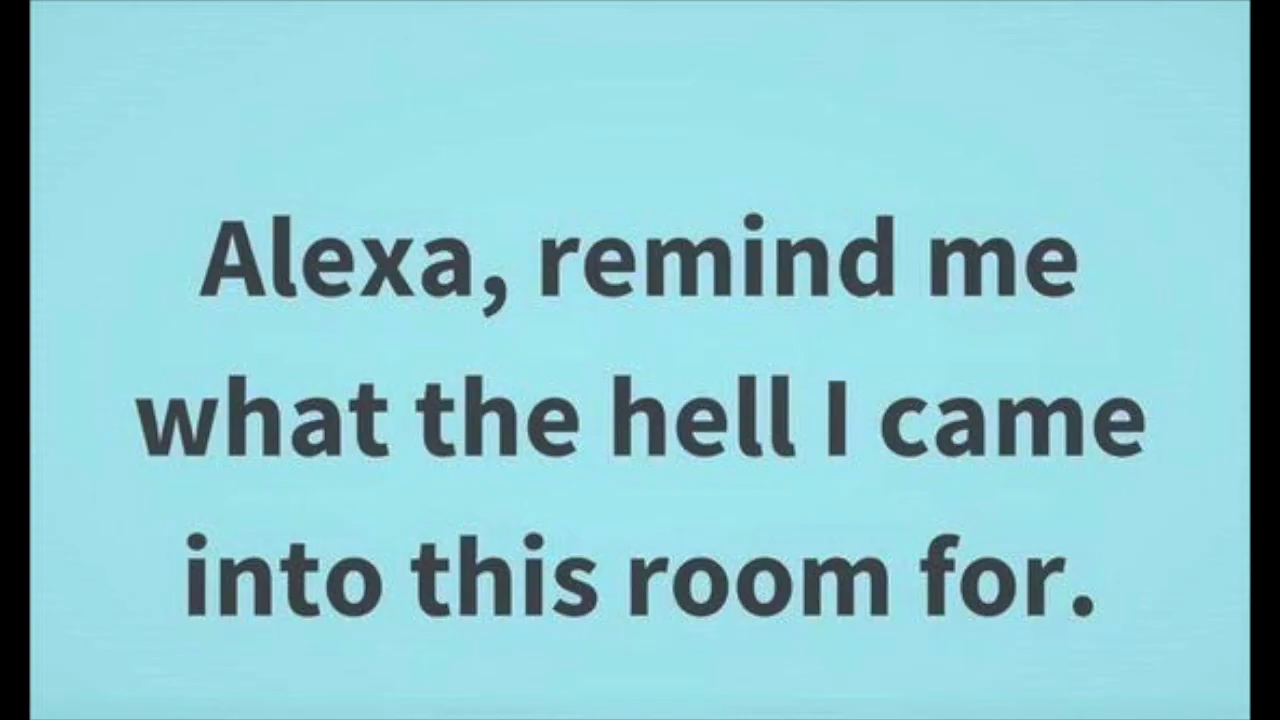 Alexa, remind me
what the hell I came
into this room for.